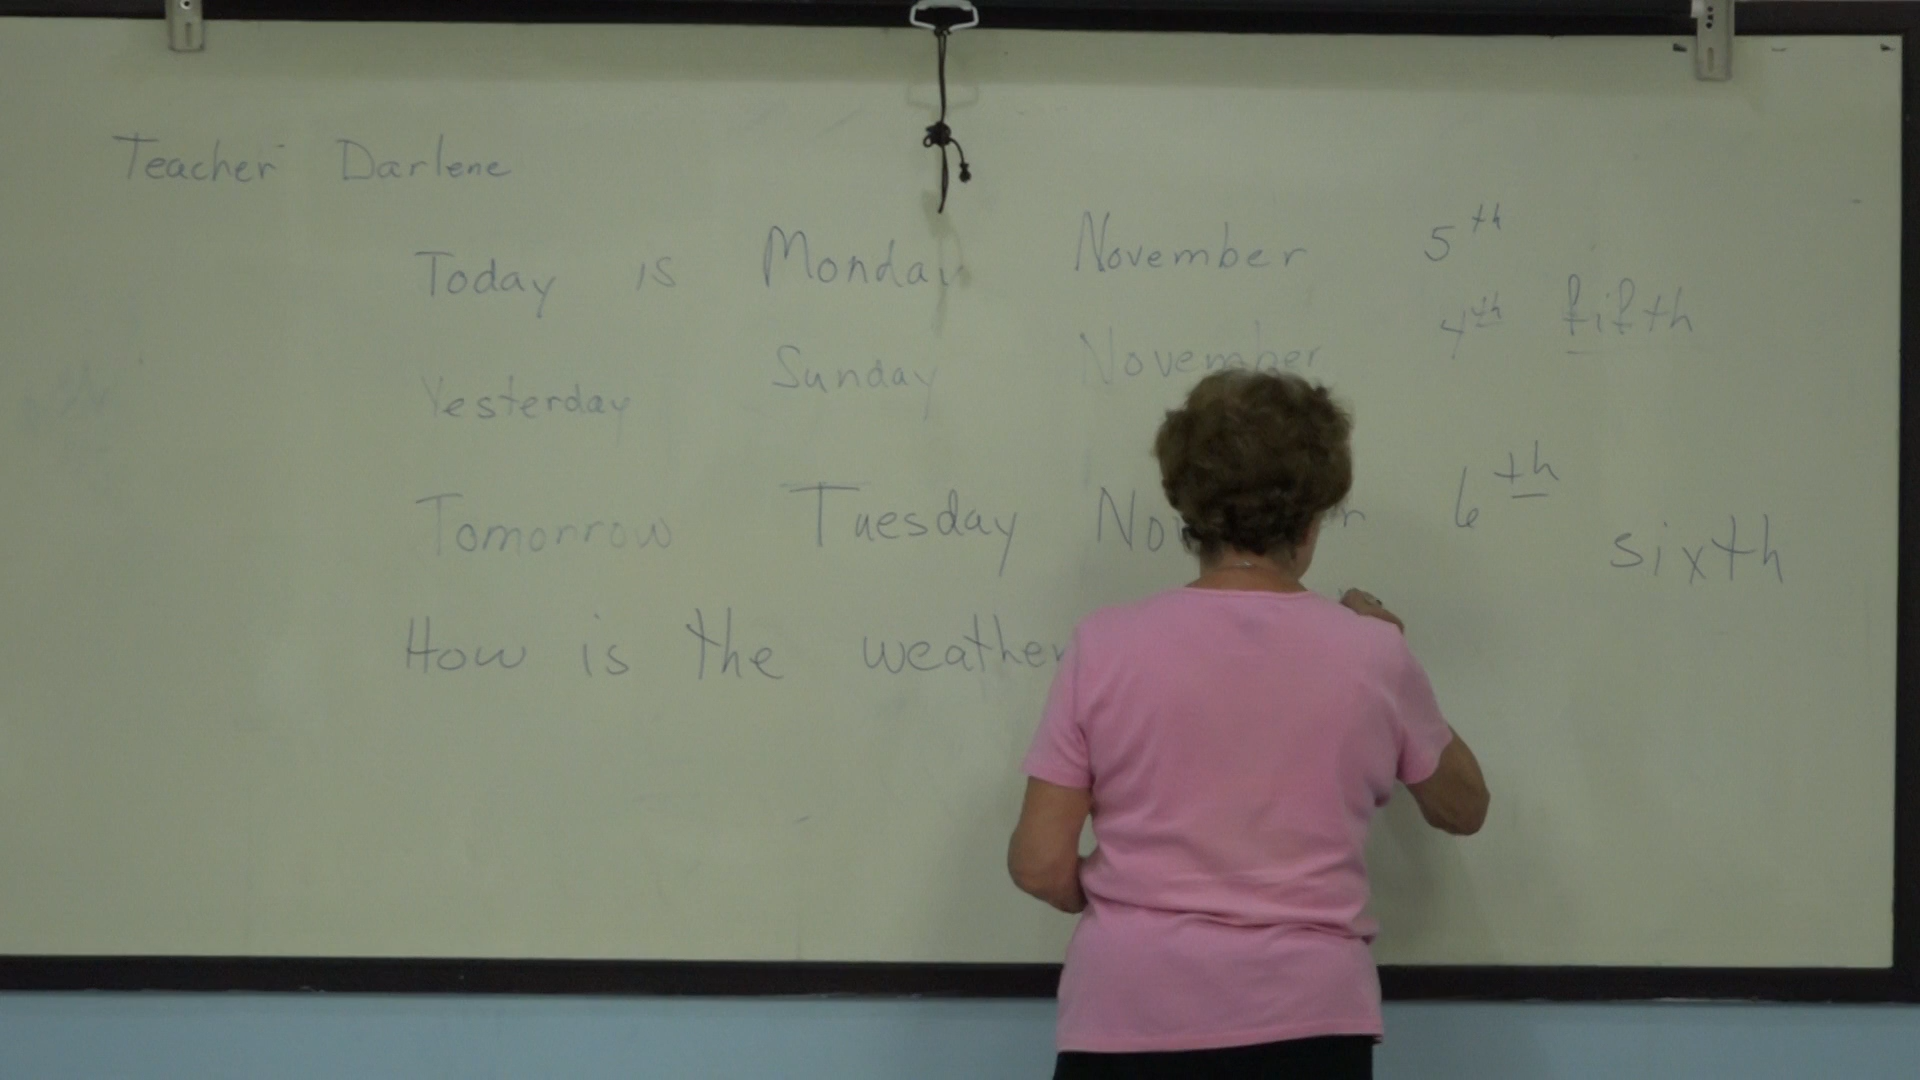 Teacher Darlene
Today is Monday November 5th
Yesterday Sunday November 4th fifth
Tomorrow Tuesday 6th sixth
How is the weather